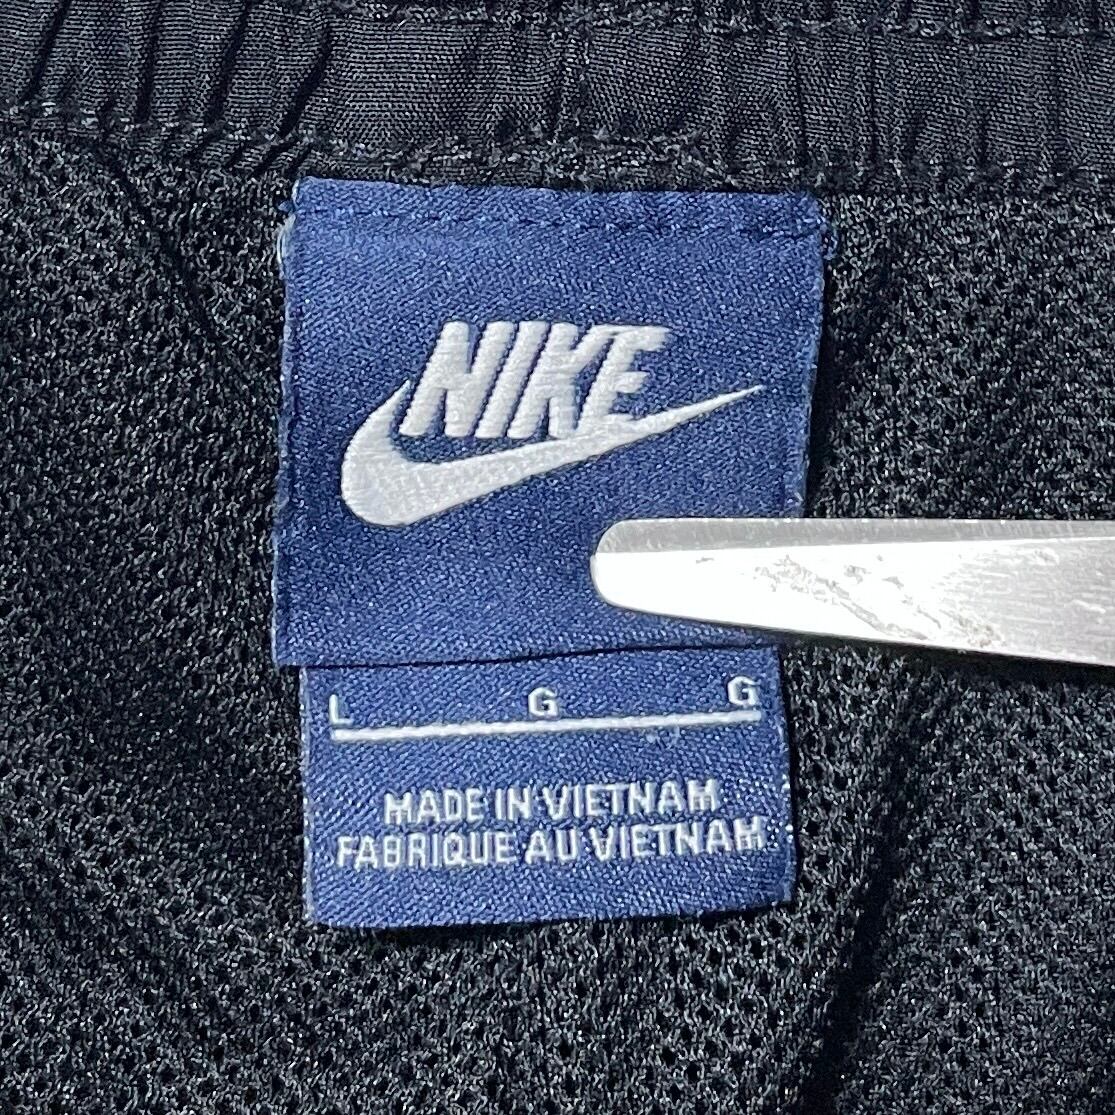 NIKE
L G G
MADE IN VIETNAM
FABRIQUE AU VIETNAM